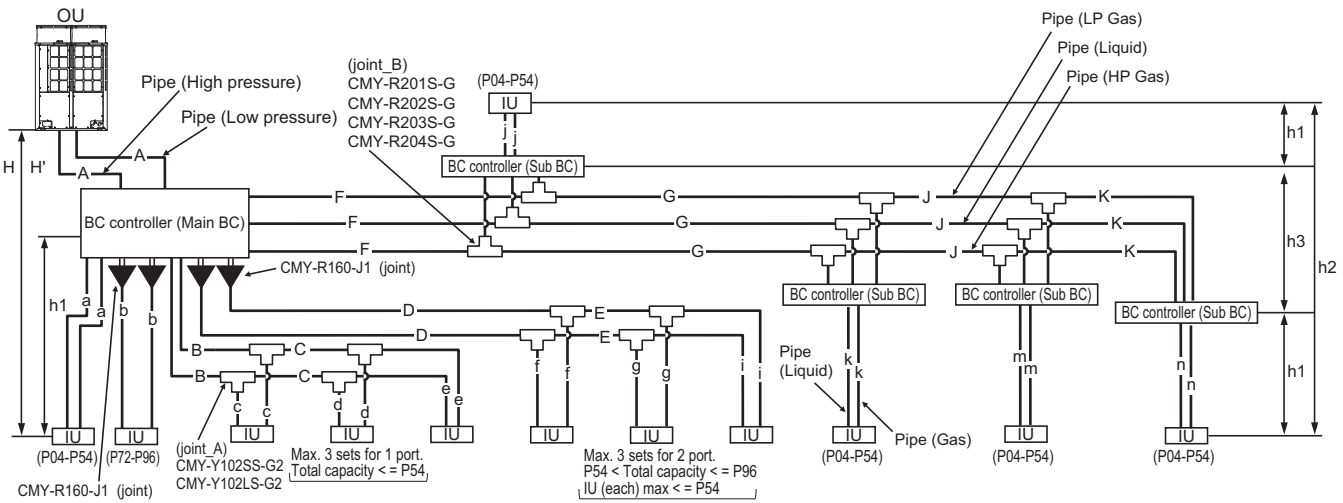 OU
Pipe (High pressure)
Pipe (Low pressure)
A
A
H
H'
(joint_B)
CMY-R201S-G
CMY-R202S-G
CMY-R203S-G
CMY-R204S-G
(P04-P54)
IU
j
j
BC controller (Sub BC)
Pipe (LP Gas)
Pipe (Liquid)
Pipe (HP Gas)
h1
BC controller (Main BC)
F
G
J
K
F
G
J
K
F
G
J
K
h3
h2
CMY-R160-J1 (joint)
h1
a
a
b
b
BC controller (Sub BC)
BC controller (Sub BC)
BC controller (Sub BC)
D
E
D
E
B
C
B
C
c
c
d
d
e
e
f
f
g
g
i
i
Pipe
(Liquid)
k
k
m
m
n
n
h1
Pipe (Gas)
IU
IU
IU
IU
IU
IU
IU
IU
IU
IU
IU
(P04-P54)
(P72-P96)
(joint_A)
CMY-Y102SS-G2
CMY-Y102LS-G2
Max. 3 sets for 1 port.
Total capacity < = P54
Max. 3 sets for 2 port.
P54 < Total capacity < = P96
IU (each) max < = P54
(P04-P54)
(P04-P54)
(P04-P54)
CMY-R160-J1 (joint)